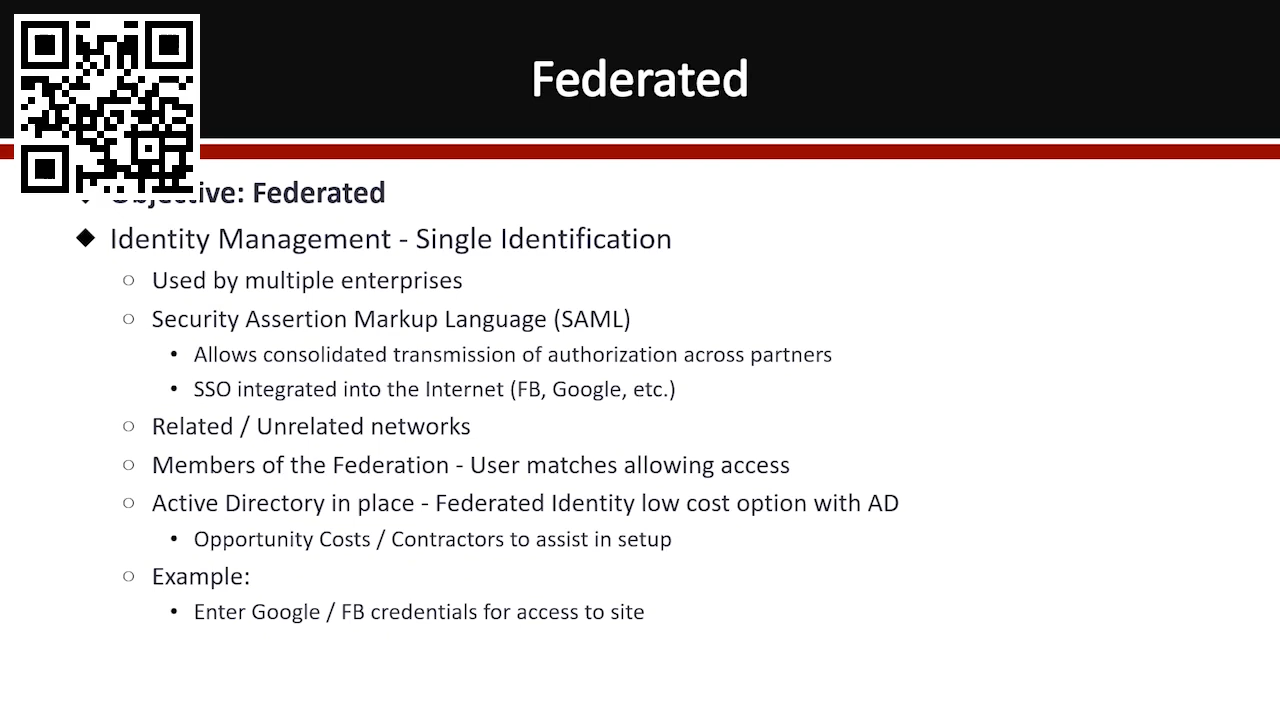 Federated
Objective: Federated
Identity Management - Single Identification
Used by multiple enterprises
Security Assertion Markup Language (SAML)
Allows consolidated transmission of authorization across partners
SSO integrated into the Internet (FB, Google, etc.)
Related / Unrelated networks
Members of the Federation - User matches allowing access
Active Directory in place - Federated Identity low cost option with AD
Opportunity Costs / Contractors to assist in setup
Example:
Enter Google / FB credentials for access to site